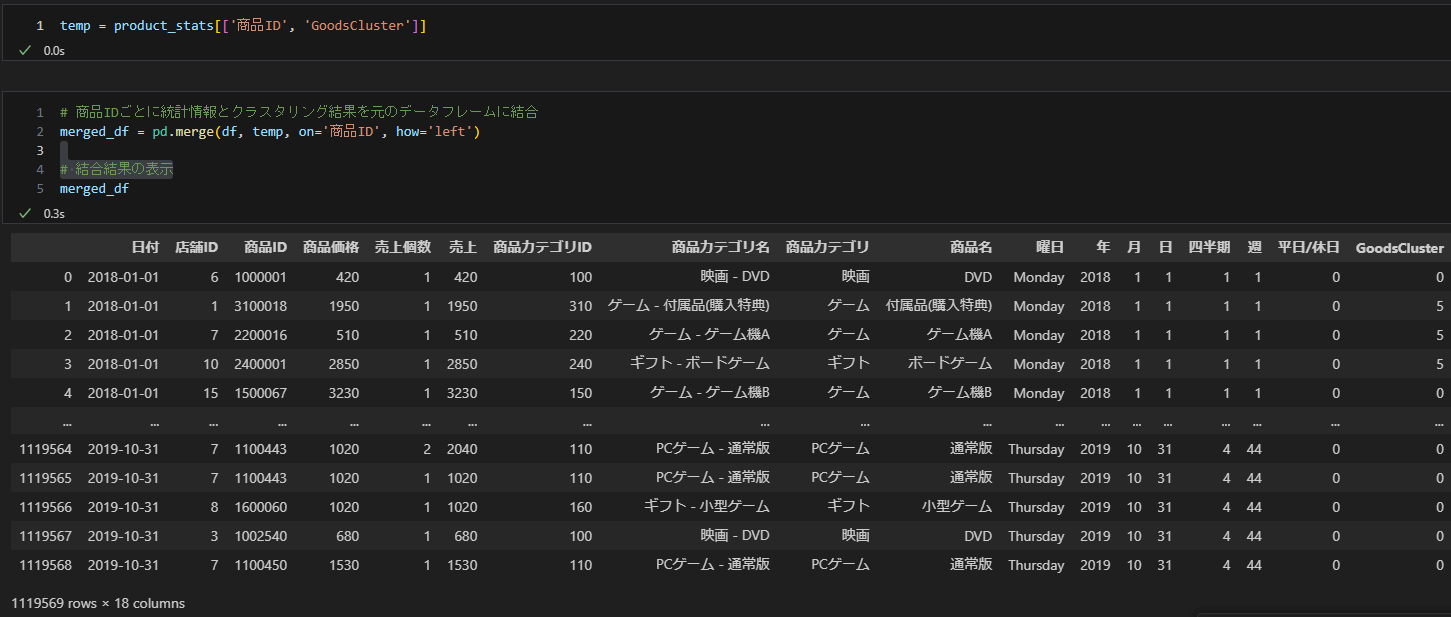 1 temp = product_stats[['商品ID', 'GoodsCluster']]
0.0s
1 # 商品IDごとに統計情報とクラスタリング結果を元のデータフレームに結合
2 merged_df = pd.merge(df, temp, on='商品ID', how='left')
3
4 # 結合結果の表示
5 merged_df
0.3s
日付 店舗ID 商品ID 商品価格 売上個数 売上 商品カテゴリID 商品カテゴリ名 商品カテゴリ 商品名 曜日 年 月 日 四半期 週 平日/休日 GoodsCluster
0 2018-01-01 6 1000001 420 1 420 100 映画 - DVD 映画 DVD Monday 2018 1 1 1 1 0 0
1 2018-01-01 1 3100018 1950 1 1950 310 ゲーム - 付属品(購入特典) ゲーム 付属品(購入特典) Monday 2018 1 1 1 1 0 5
2 2018-01-01 7 2200016 510 1 510 220 ゲーム - ゲーム機A ゲーム ゲーム機A Monday 2018 1 1 1 1 0 5
3 2018-01-01 10 2400001 2850 1 2850 240 ギフト - ボードゲーム ギフト ボードゲーム Monday 2018 1 1 1 1 0 5
4 2018-01-01 15 1500067 3230 1 3230 150 ゲーム - ゲーム機B ゲーム ゲーム機B Monday 2018 1 1 1 1 0 0
... ... ... ... ... ... ... ... ... ... ... ... ... ... ... ... ... ... ...
1119564 2019-10-31 7 1100443 1020 2 2040 110 PCゲーム - 通常版 PCゲーム 通常版 Thursday 2019 10 31 4 44 0 0
1119565 2019-10-31 7 1100443 1020 1 1020 110 PCゲーム - 通常版 PCゲーム 通常版 Thursday 2019 10 31 4 44 0 0
1119566 2019-10-31 8 1600060 1020 1 1020 160 ギフト - 小型ゲーム ギフト 小型ゲーム Thursday 2019 10 31 4 44 0 0
1119567 2019-10-31 3 1002540 680 1 680 100 映画 - DVD 映画 DVD Thursday 2019 10 31 4 44 0 0
1119568 2019-10-31 7 1100450 1530 1 1530 110 PCゲーム - 通常版 PCゲーム 通常版 Thursday 2019 10 31 4 44 0 0
1119569 rows × 18 columns